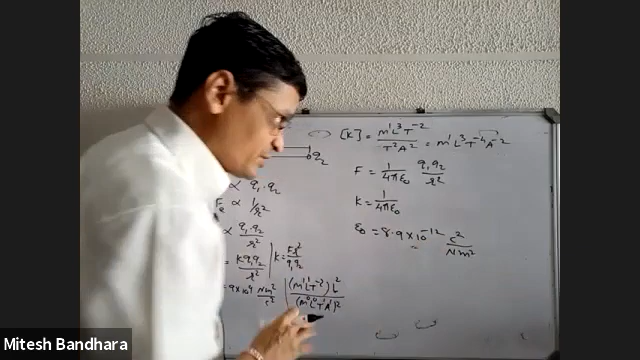 q₂
∝ q₁·q₂
Fe ∝ 1/r²
∝ q₁q₂/r²
= Kq₁q₂/r² | K = Fr²/q₁q₂
= 9×10⁹ Nm²/C² | (M¹L¹T⁻²)L²/(M⁰L⁰T¹A¹)²
[K] = M¹L³T⁻²/T²A² = M¹L³T⁻⁴A⁻²
F = 1/4πε₀ q₁q₂/r²
K = 1/4πε₀
ε₀ = 8.9×10⁻¹² C²/Nm²
Mitesh Bandhara